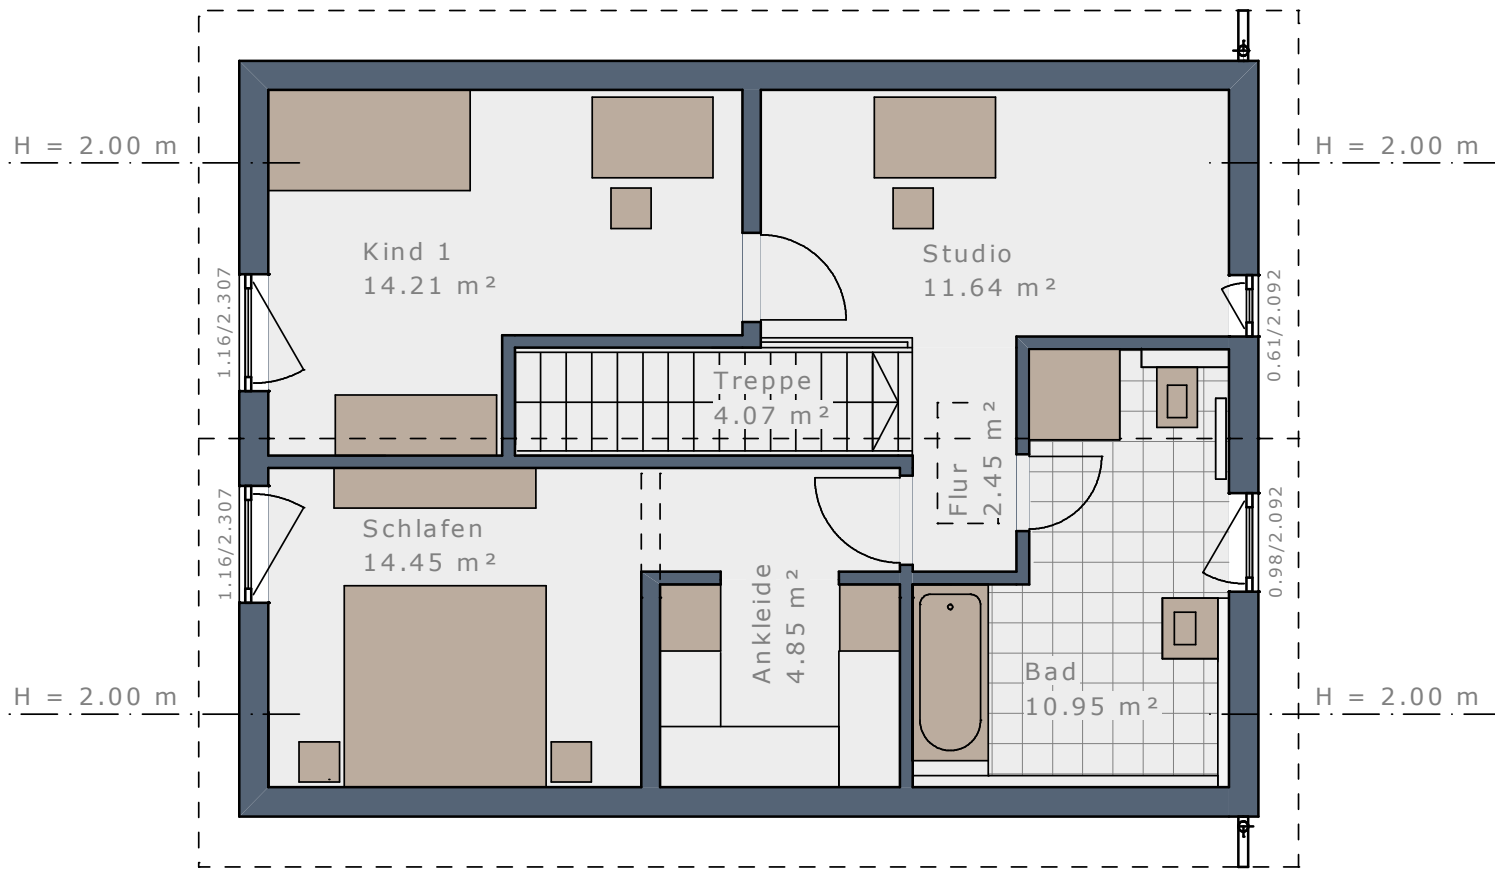 H = 2.00 m
H = 2.00 m
Kind 1
14.21 m²
Studio
11.64 m²
1.16/2.307
0.61/2.092
Treppe
4.07 m²
Flur
2.45 m²
1.16/2.307
0.98/2.092
Schlafen
14.45 m²
Ankleide
4.85 m²
Bad
10.95 m²
H = 2.00 m
H = 2.00 m